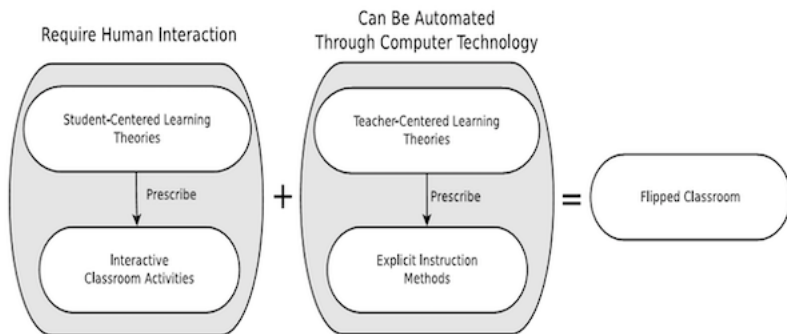 Require Human Interaction
Can Be Automated
Through Computer Technology
Student-Centered Learning
Theories
Prescribe
Interactive
Classroom Activities
+
Teacher-Centered Learning
Theories
Prescribe
Explicit Instruction
Methods
=
Flipped Classroom